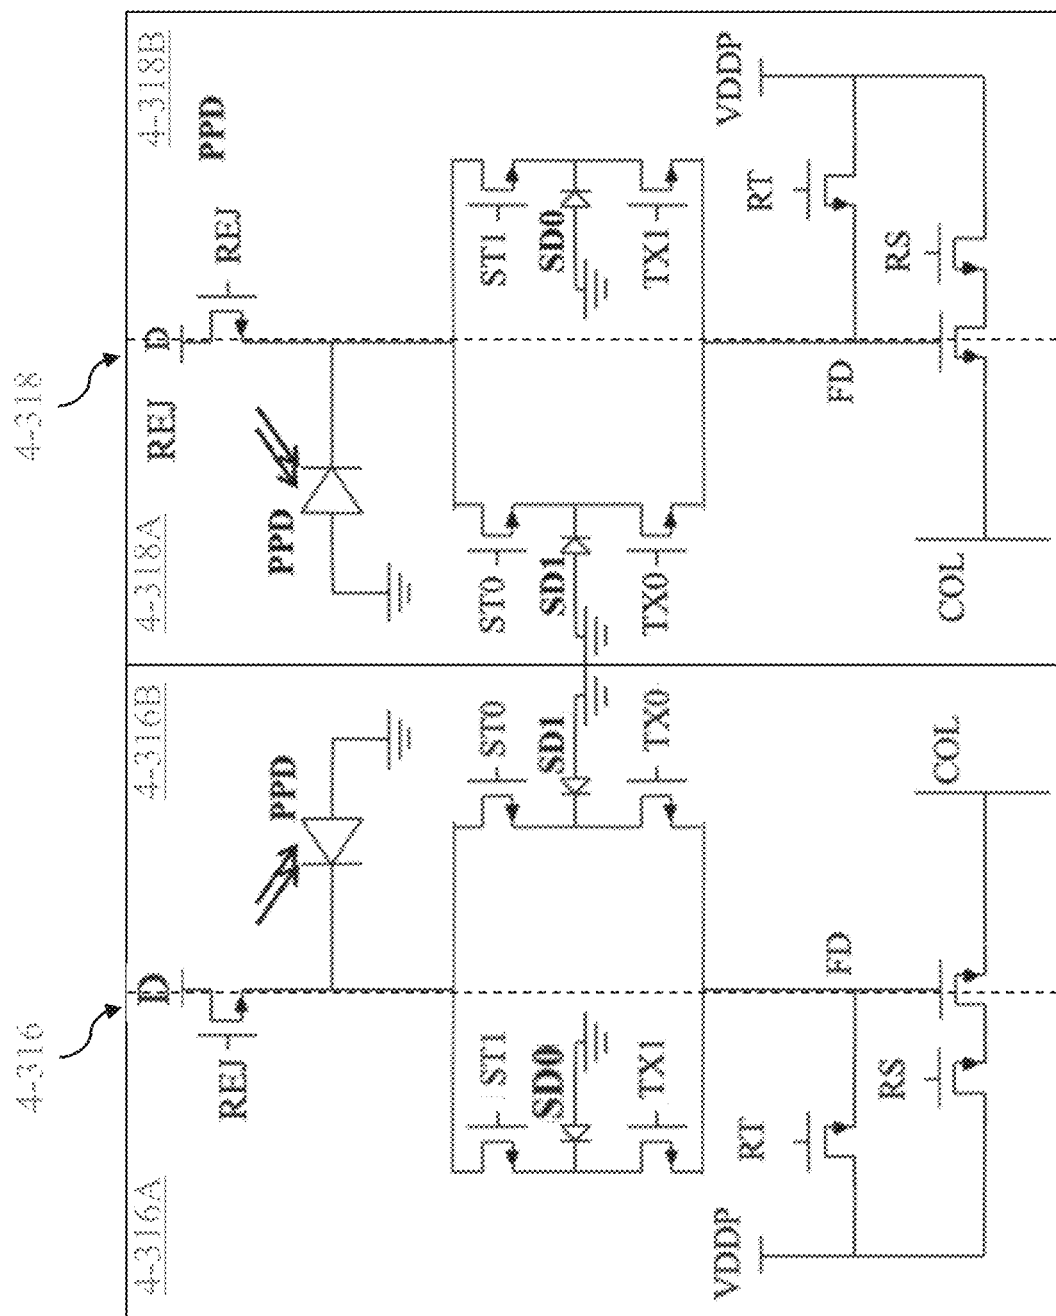 4-316
4-318
4-316A
4-316B
4-318A
4-318B
D
REJ
D
REJ
REJ
PPD
PPD
PPD
ST1
ST0
ST0
ST1
SD0
SD1
SD1
SD0
TX1
TX0
TX0
TX1
VDDP
RT
FD
FD
RT
VDDP
RS
COL
COL
RS